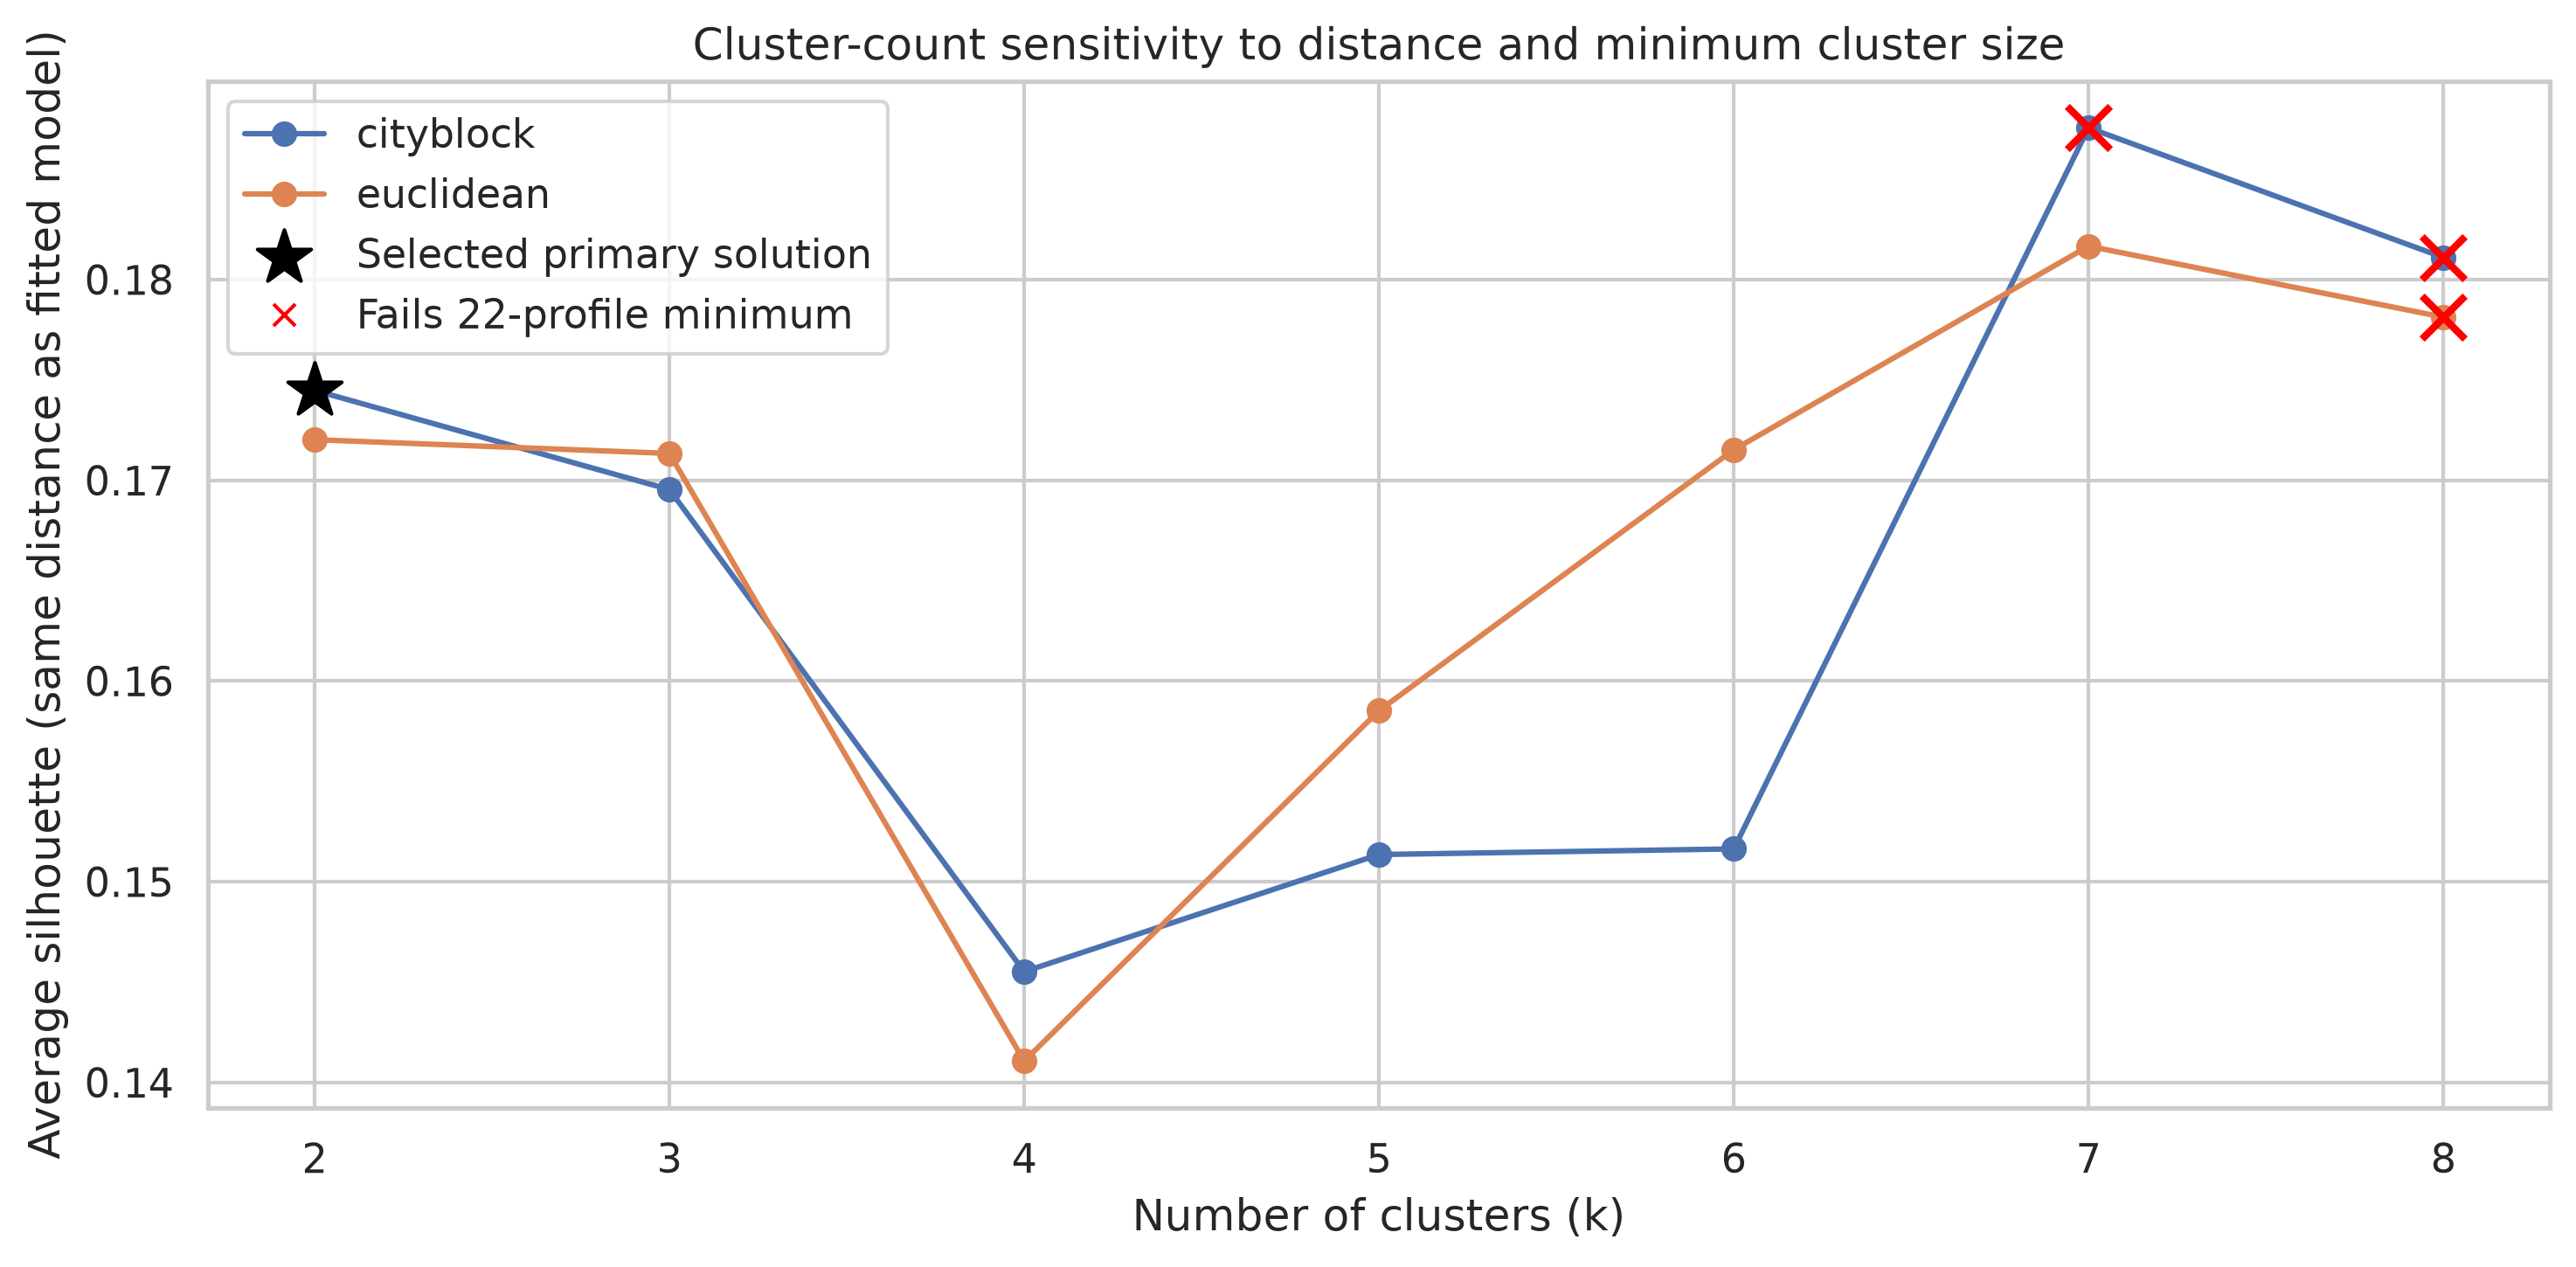 Cluster-count sensitivity to distance and minimum cluster size
Average silhouette (same distance as fitted model)
cityblock
euclidean
Selected primary solution
Fails 22-profile minimum
0.18
0.17
0.16
0.15
0.14
2 3 4 5 6 7 8
Number of clusters (k)